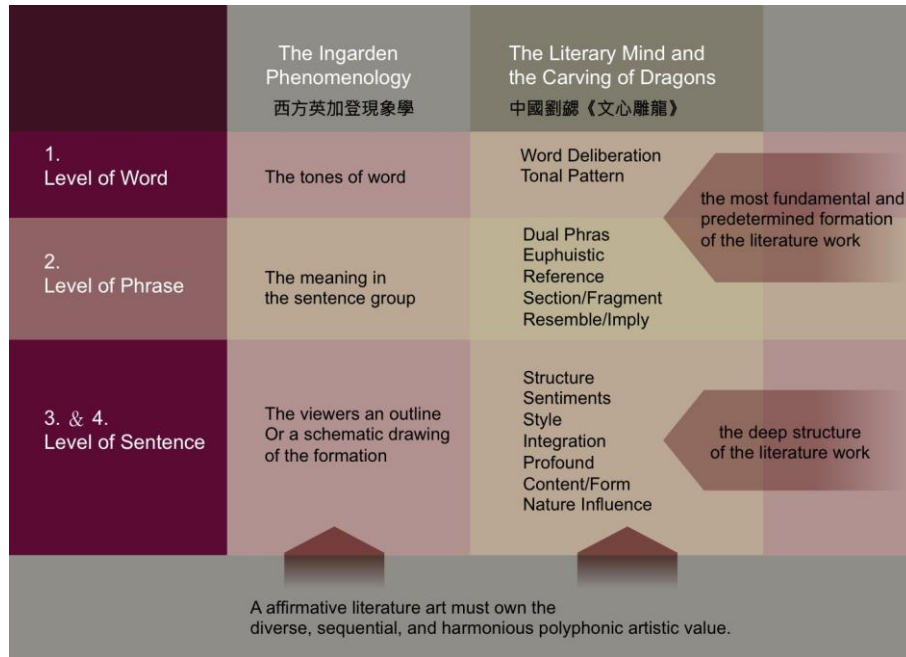 The Ingarden
Phenomenology
西方英加登現象學
The Literary Mind and
the Carving of Dragons
中國劉勰《文心雕龍》
1.
Level of Word
The tones of word
Word Deliberation
Tonal Pattern
the most fundamental and
predetermined formation
of the literature work
2.
Level of Phrase
The meaning in
the sentence group
Dual Phras
Euphuistic
Reference
Section/Fragment
Resemble/Imply
3. & 4.
Level of Sentence
The viewers an outline
Or a schematic drawing
of the formation
Structure
Sentiments
Style
Integration
Profound
Content/Form
Nature Influence
the deep structure
of the literature work
A affirmative literature art must own the
diverse, sequential, and harmonious polyphonic artistic value.